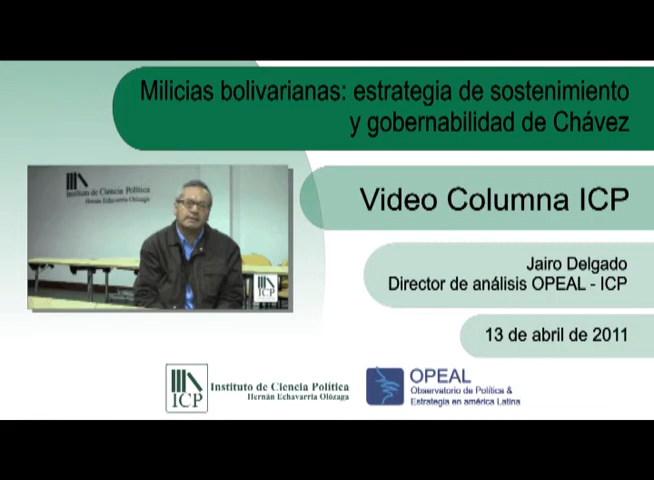 Milicias bolivarianas: estrategia de sostenimiento
y gobernabilidad de Chávez
Instituto de Ciencia Política
Hernán Echavarría Olózaga
ICP
Video Columna ICP
Jairo Delgado
Director de análisis OPEAL - ICP
13 de abril de 2011
ICP
Instituto de Ciencia Política
Hernán Echavarría Olózaga
OPEAL
Observatorio de Política &
Estrategia en américa Latina